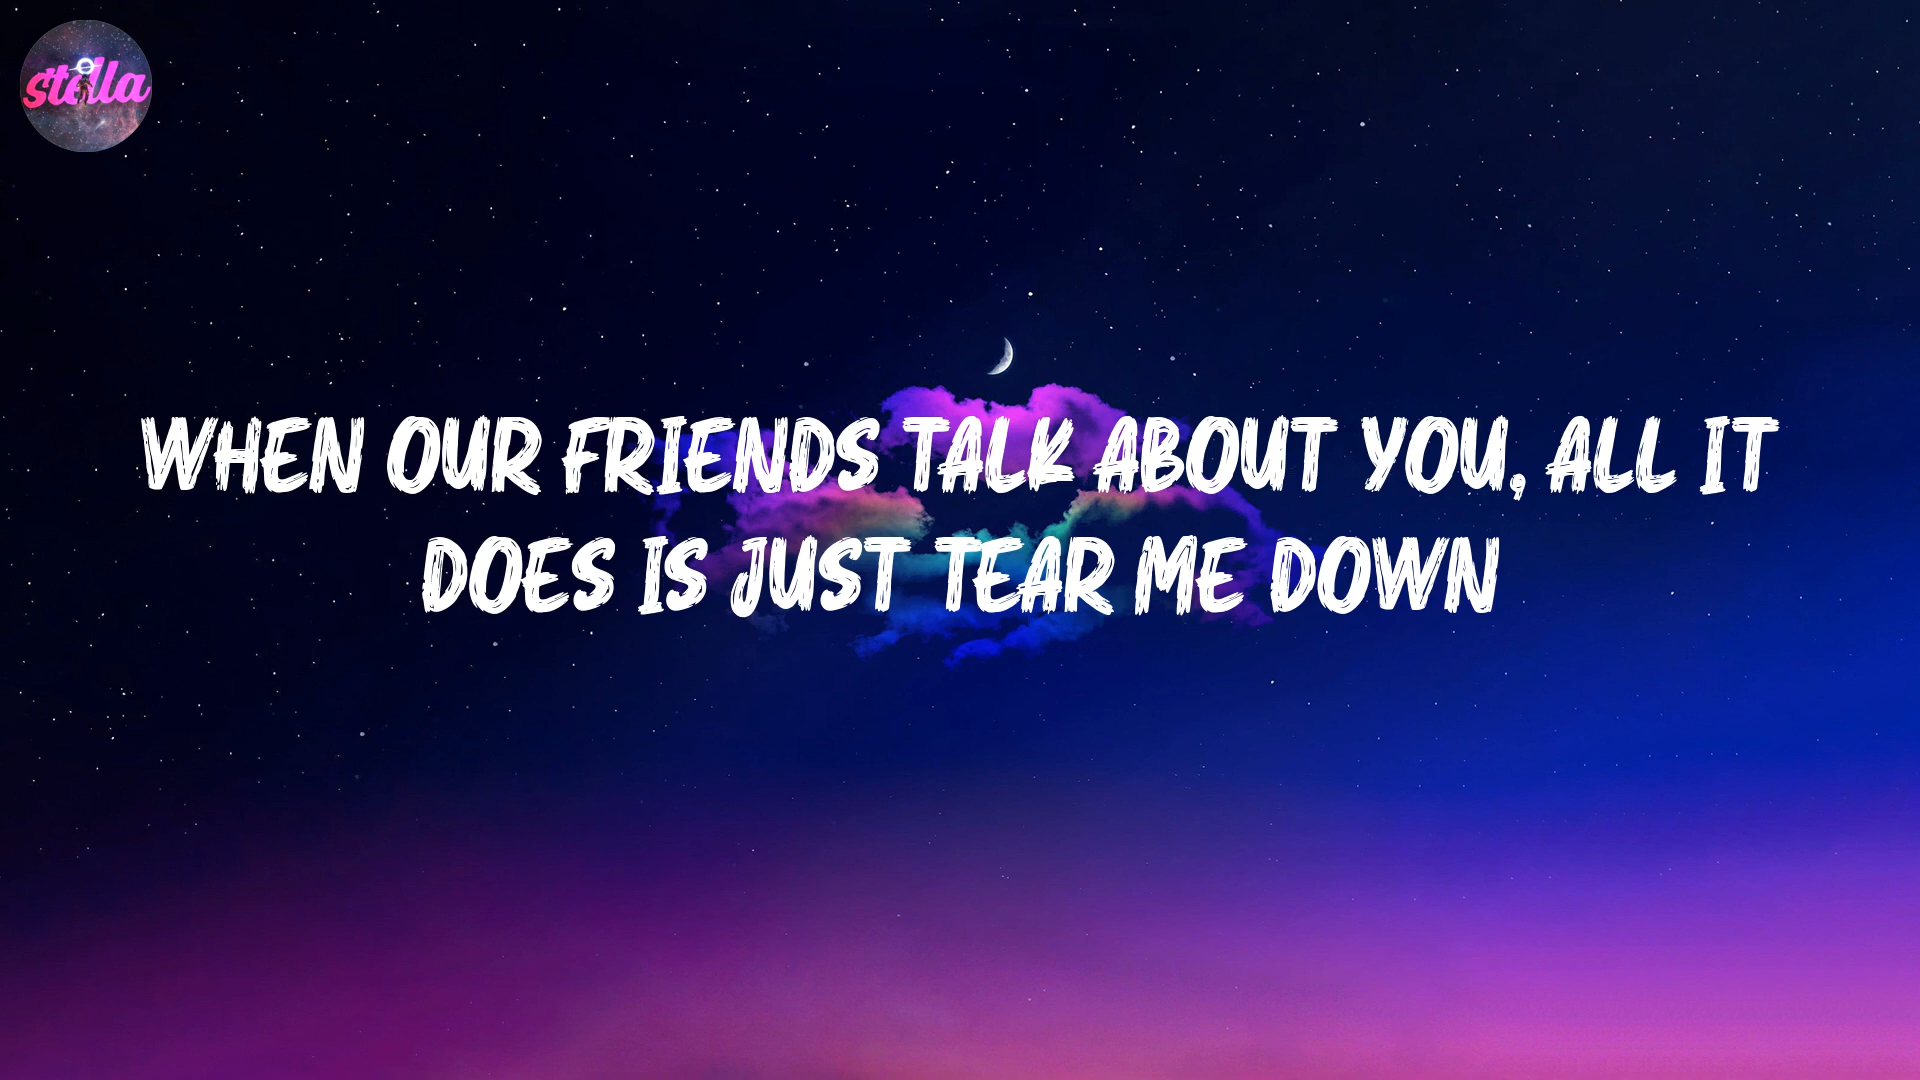 stella
WHEN OUR FRIENDS TALK ABOUT YOU, ALL IT
DOES IS JUST TEAR ME DOWN